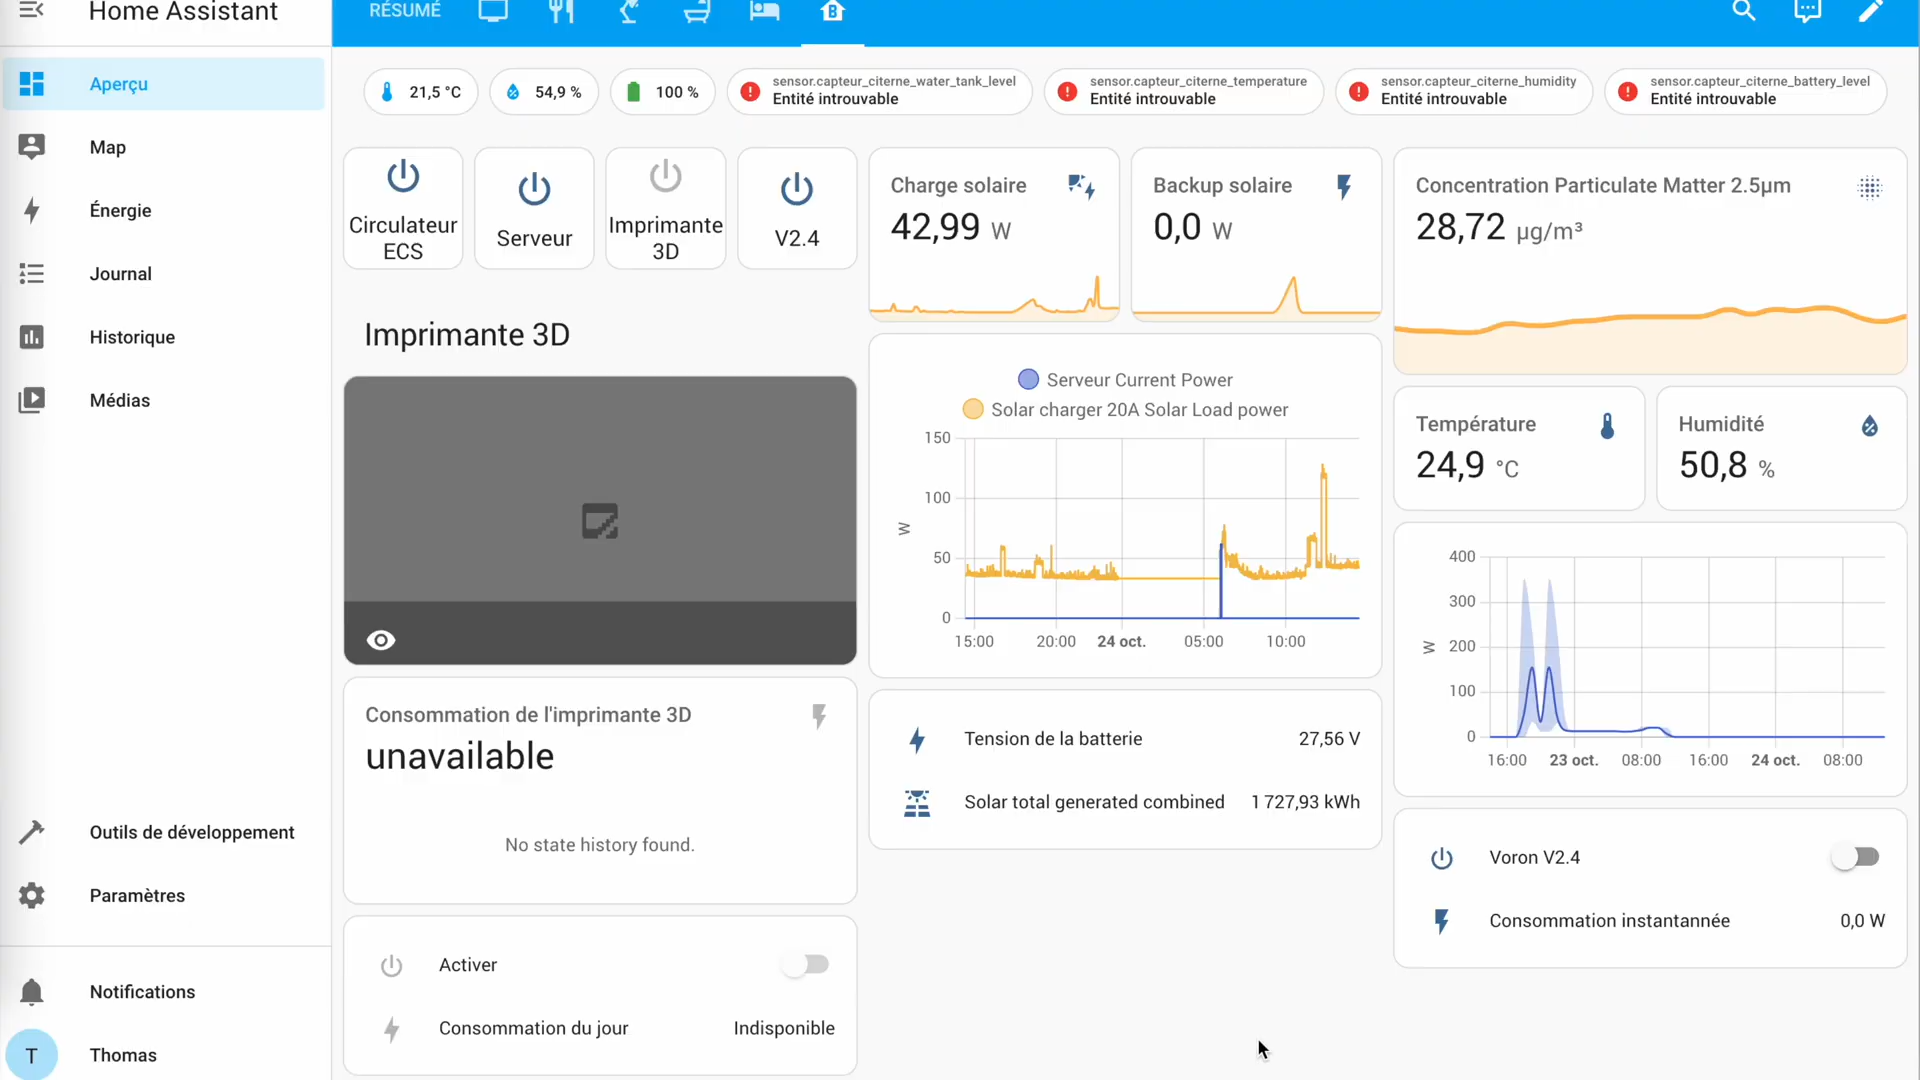 Home Assistant
RÉSUMÉ
B
Aperçu
Map
Énergie
Journal
Historique
Médias
Outils de développement
Paramètres
Notifications
T
Thomas
21,5 °C
54,9 %
100 %
sensor.capteur_citerne_water_tank_level
Entité introuvable
sensor.capteur_citerne_temperature
Entité introuvable
sensor.capteur_citerne_humidity
Entité introuvable
sensor.capteur_citerne_battery_level
Entité introuvable
Circulateur
ECS
Serveur
Imprimante
3D
V2.4
Imprimante 3D
Consommation de l'imprimante 3D
unavailable
No state history found.
Activer
Consommation du jour
Indisponible
Charge solaire
42,99 W
Backup solaire
0,0 W
Serveur Current Power
Solar charger 20A Solar Load power
150
100
50
0
W
15:00
20:00
24 oct.
05:00
10:00
Tension de la batterie
27,56 V
Solar total generated combined
1 727,93 kWh
Concentration Particulate Matter 2.5µm
28,72 µg/m³
Température
24,9 °C
Humidité
50,8 %
400
300
200
100
0
W
16:00
23 oct.
08:00
16:00
24 oct.
08:00
Voron V2.4
Consommation instantannée
0,0 W